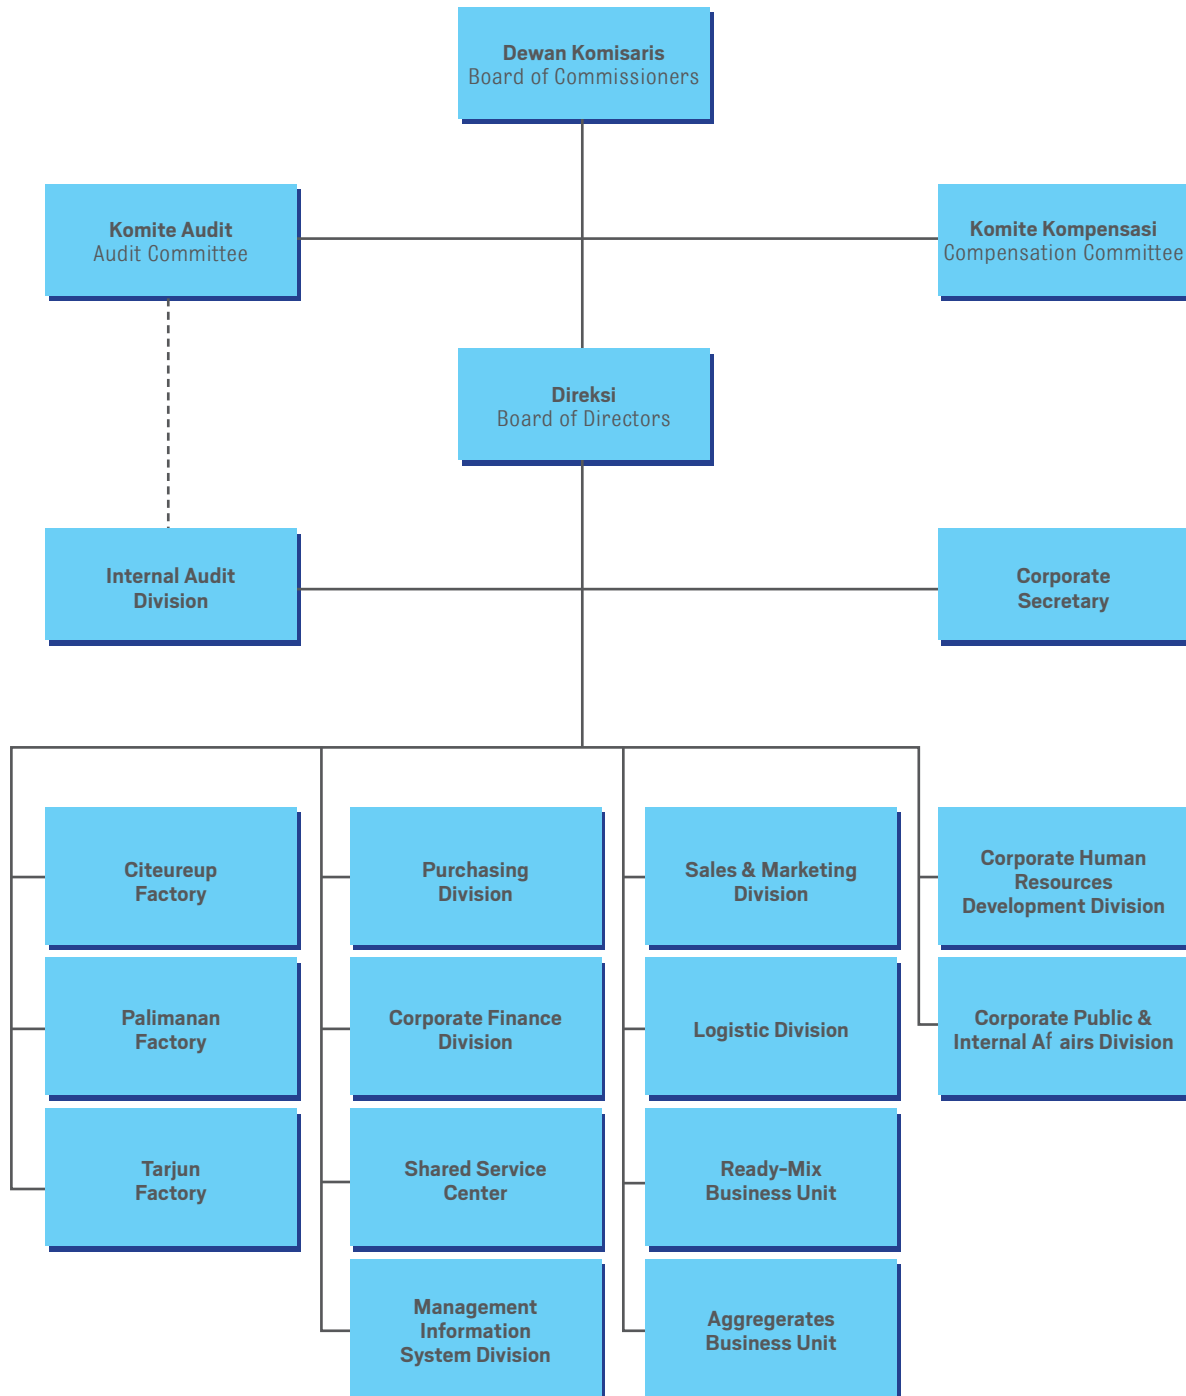 Dewan Komisaris
Board of Commissioners
Komite Audit
Audit Committee
Komite Kompensasi
Compensation Committee
Direksi
Board of Directors
Internal Audit
Division
Corporate
Secretary
Citeureup
Factory
Purchasing
Division
Sales & Marketing
Division
Corporate Human
Resources
Development Division
Palimanan
Factory
Corporate Finance
Division
Logistic Division
Corporate Public &
Internal Af airs Division
Tarjun
Factory
Shared Service
Center
Ready-Mix
Business Unit
Management
Information
System Division
Aggregerates
Business Unit